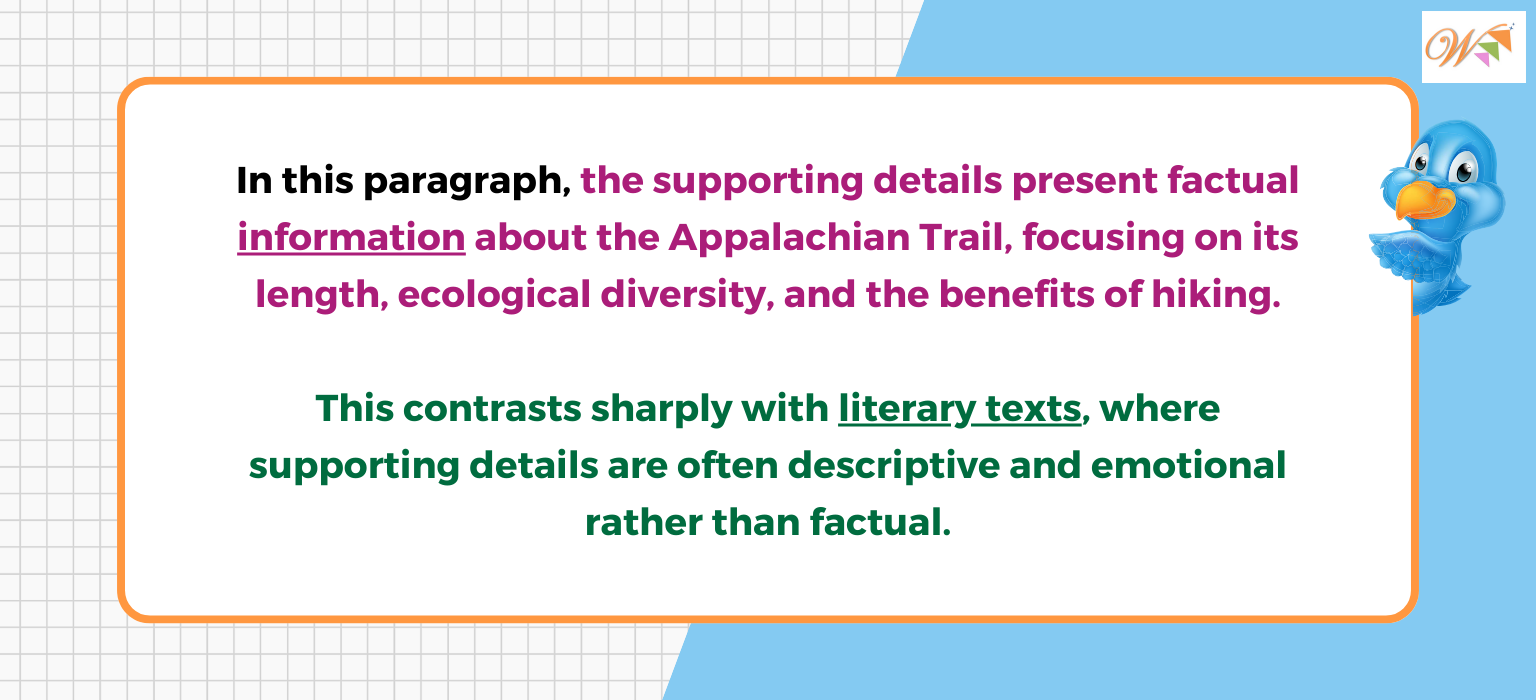 OW
In this paragraph, the supporting details present factual
information about the Appalachian Trail, focusing on its
length, ecological diversity, and the benefits of hiking.
This contrasts sharply with literary texts, where
supporting details are often descriptive and emotional
rather than factual.